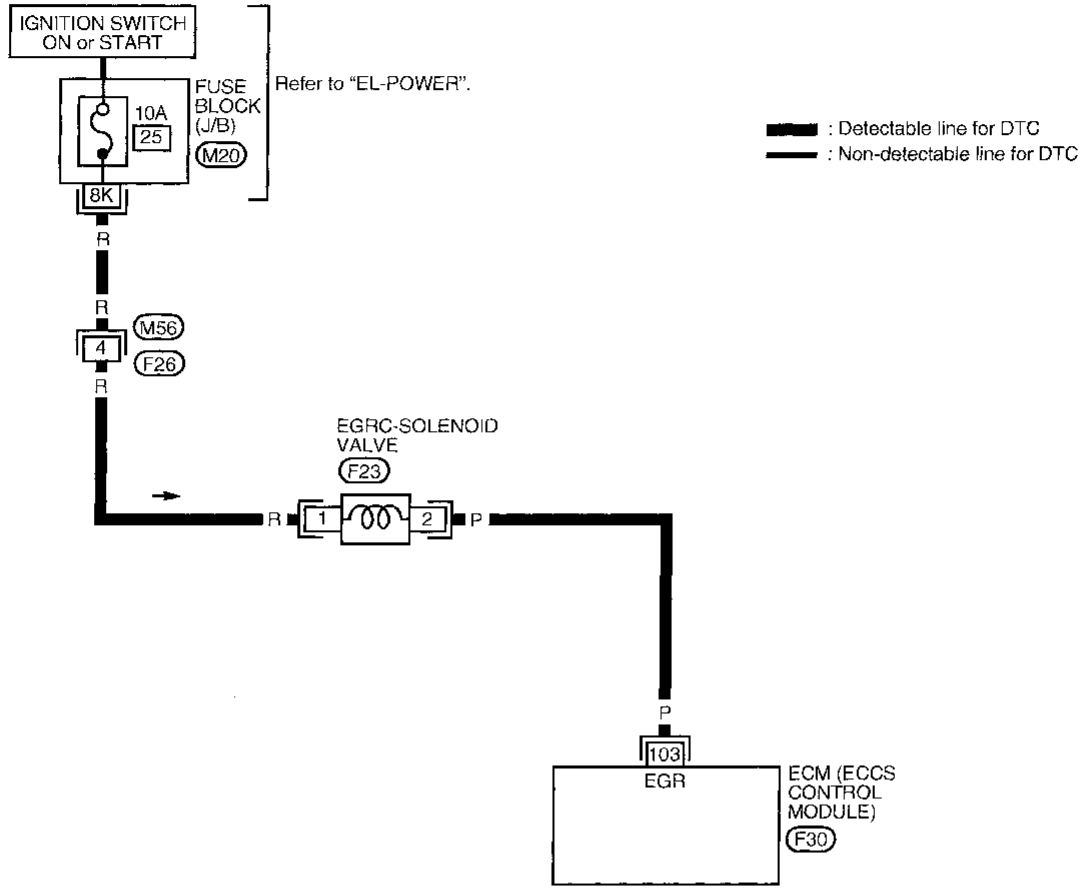 IGNITION SWITCH
ON or START
FUSE
BLOCK
(J/B)
M20
Refer to "EL-POWER".
10A
25
8K
: Detectable line for DTC
: Non-detectable line for DTC
R
R
4
M56
F26
R
EGRC-SOLENOID
VALVE
F23
R 1 2 P
P
103
EGR
ECM (ECCS
CONTROL
MODULE)
F30